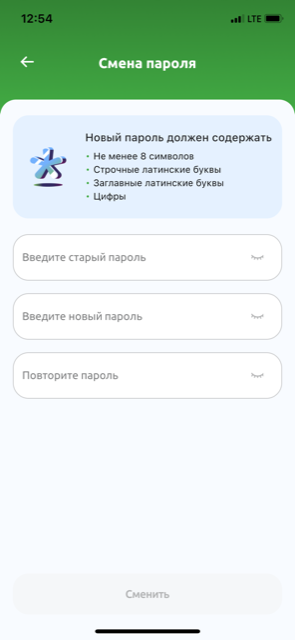 12:54
LTE
Смена пароля
Новый пароль должен содержать
- Не менее 8 символов
- Строчные латинские буквы
- Заглавные латинские буквы
- Цифры
Введите старый пароль
Введите новый пароль
Повторите пароль
Сменить